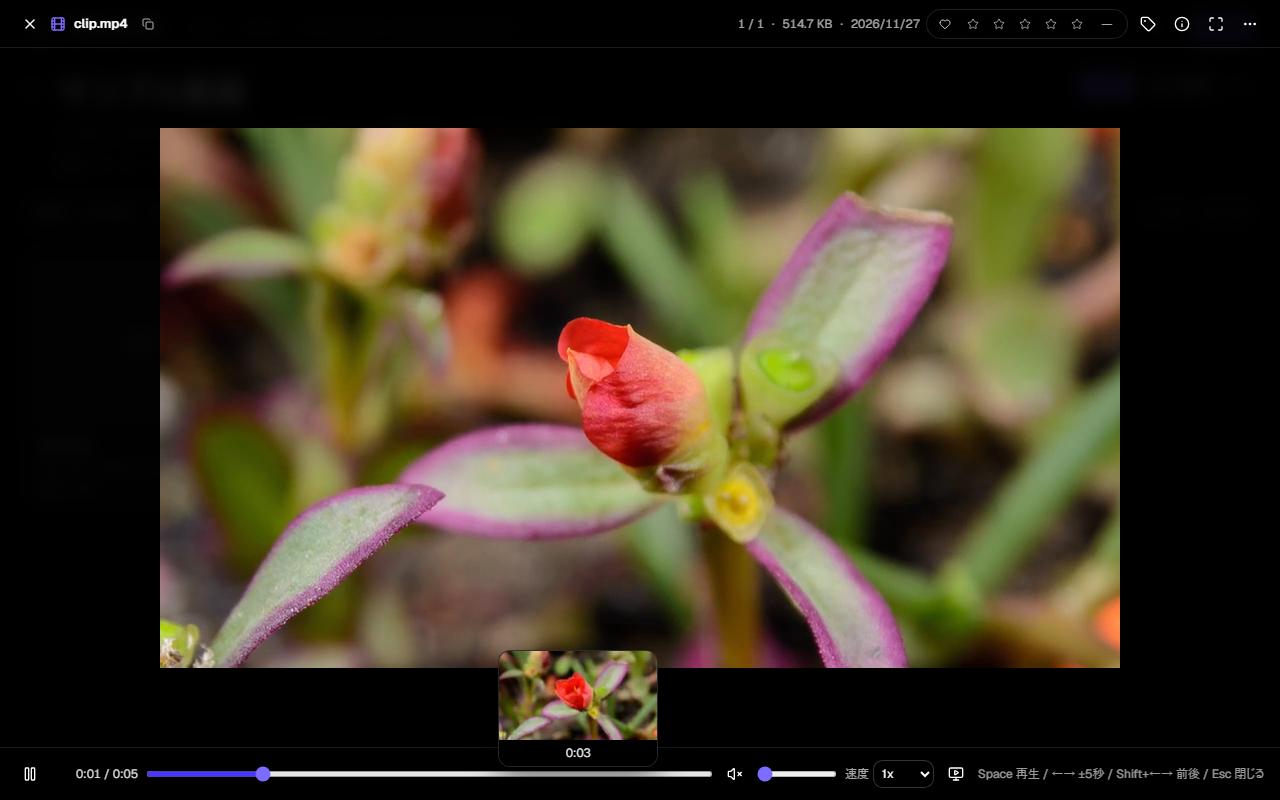 clip.mp4
1 / 1 · 514.7 KB · 2026/11/27
0:03
0:01 / 0:05
速度 1x
Space 再生 / ←→ ±5秒 / Shift+←→ 前後 / Esc 閉じる